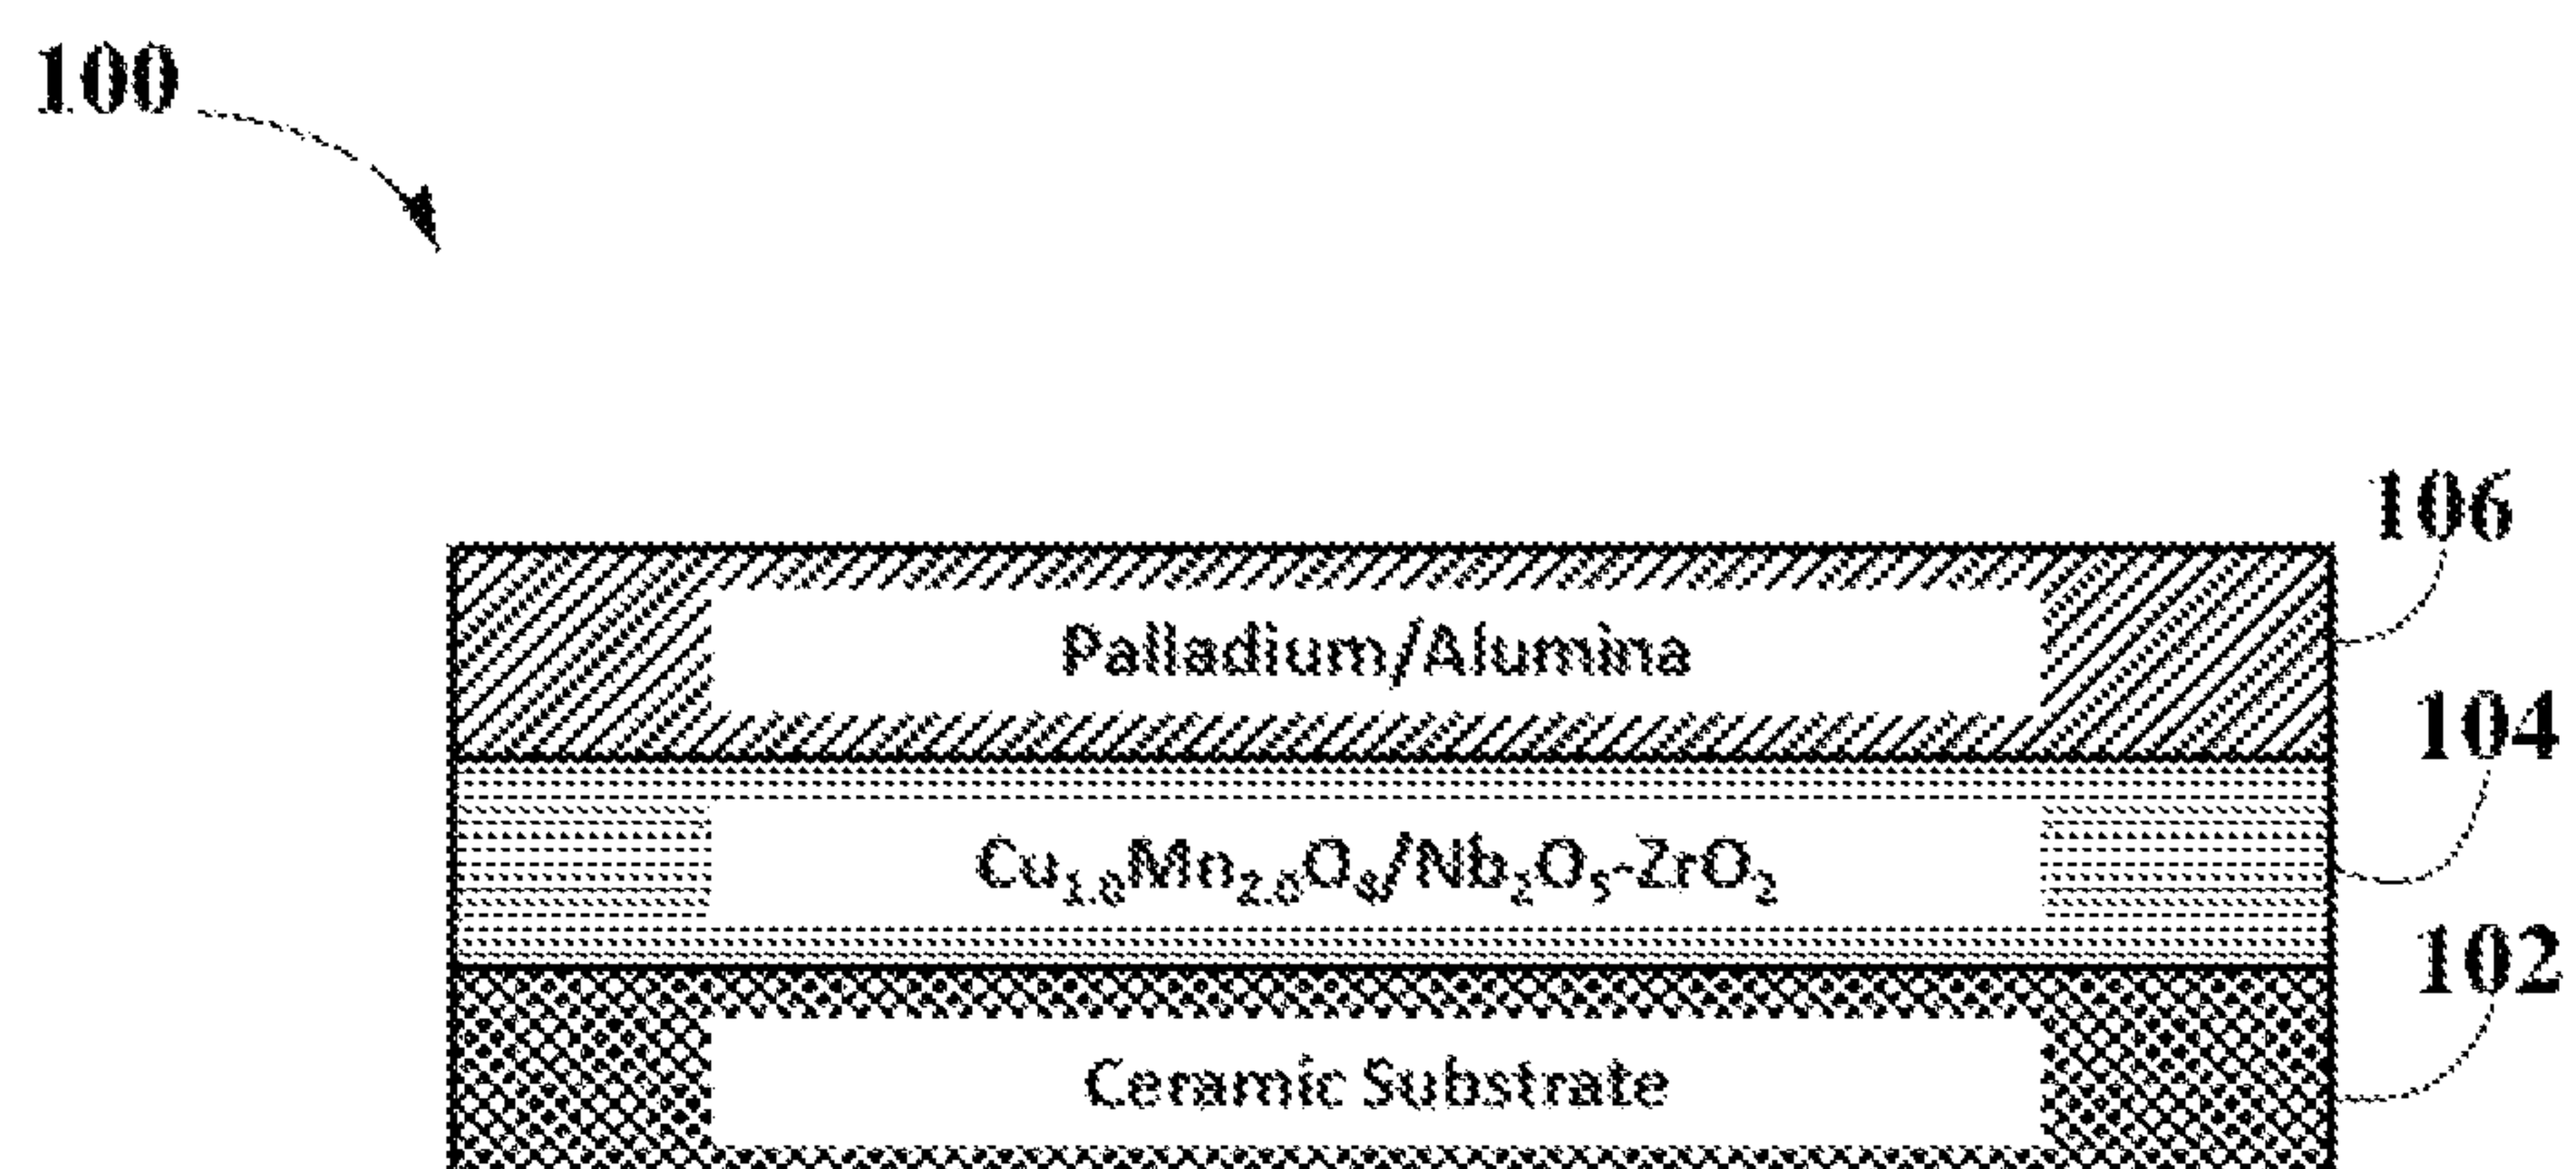 100
106
Palladium/Alumina
104
Cu₁.₀Mn₂.₀O₄/Nb₂O₅-ZrO₂
102
Ceramic Substrate